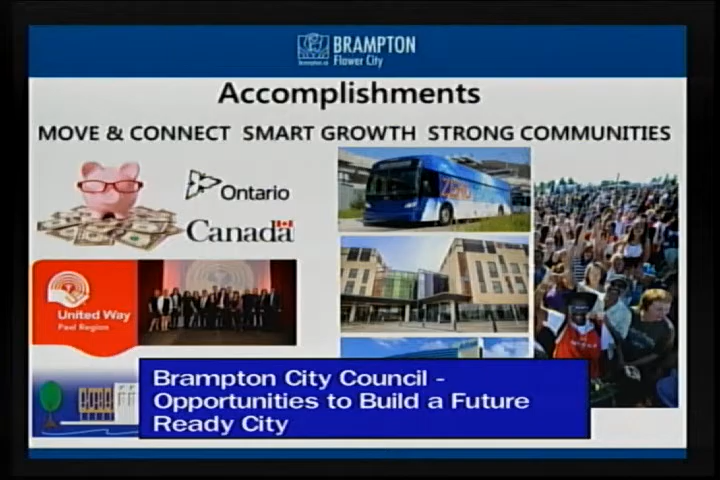 BRAMPTON
Flower City
Accomplishments
MOVE & CONNECT SMART GROWTH STRONG COMMUNITIES
Ontario
Canada
United Way
Peel Region
Brampton City Council -
Opportunities to Build a Future
Ready City